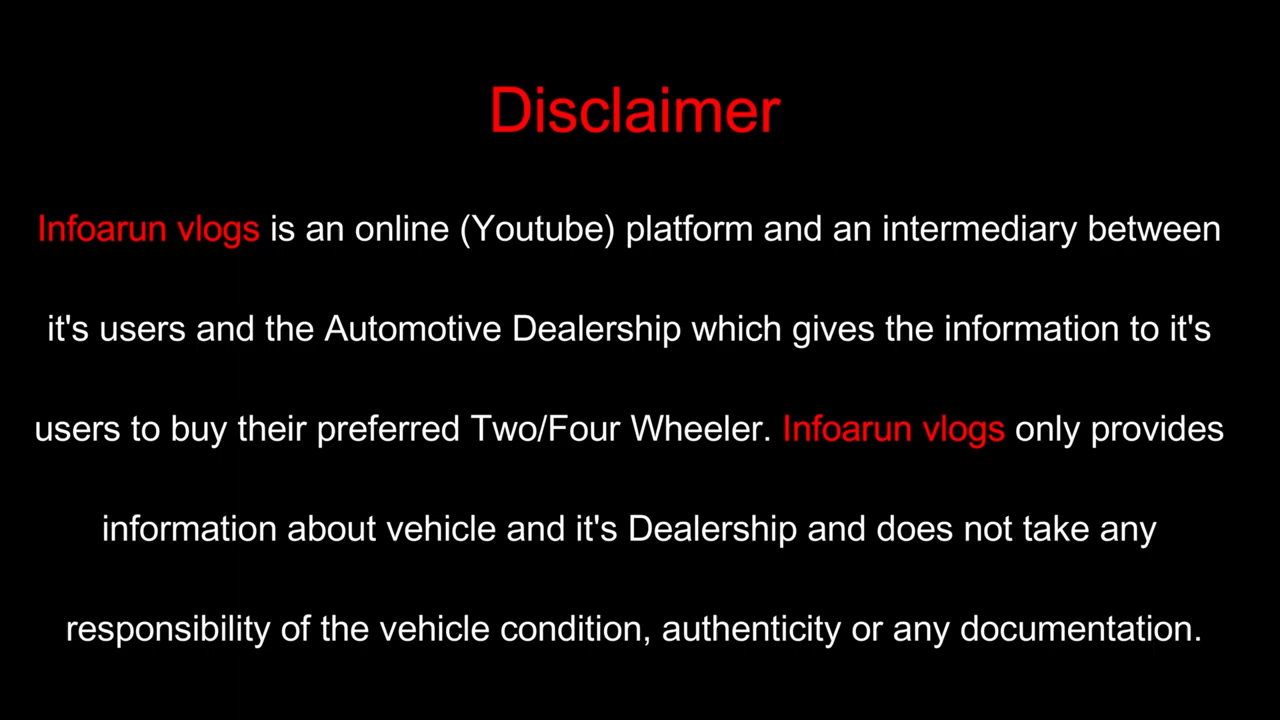 Disclaimer
Infoarun vlogs is an online (Youtube) platform and an intermediary between
it's users and the Automotive Dealership which gives the information to it's
users to buy their preferred Two/Four Wheeler. Infoarun vlogs only provides
information about vehicle and it's Dealership and does not take any
responsibility of the vehicle condition, authenticity or any documentation.